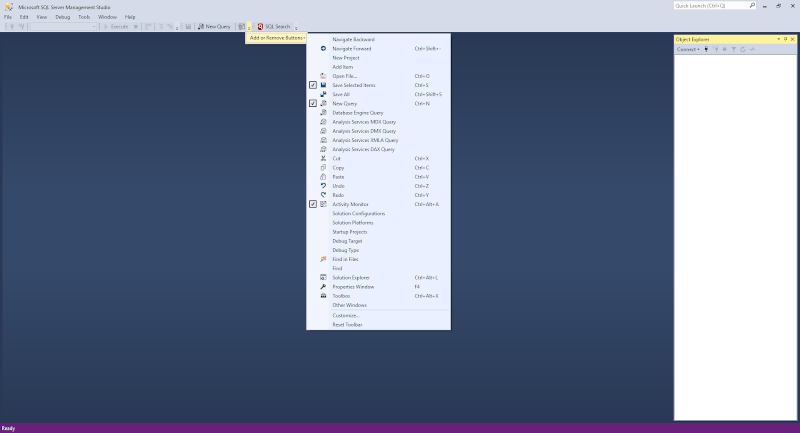 Microsoft SQL Server Management Studio
Quick Launch (Ctrl+Q)
File Edit View Debug Tools Window Help
Execute
New Query
SQL Search
Add or Remove Buttons
Object Explorer
Connect
Navigate Backward
Navigate Forward Ctrl+Shift+-
New Project
Add Item
Open File... Ctrl+O
Save Selected Items Ctrl+S
Save All Ctrl+Shift+S
New Query Ctrl+N
Database Engine Query
Analysis Services MDX Query
Analysis Services DMX Query
Analysis Services XMLA Query
Analysis Services DAX Query
Cut Ctrl+X
Copy Ctrl+C
Paste Ctrl+V
Undo Ctrl+Z
Redo Ctrl+Y
Activity Monitor Ctrl+Alt+A
Solution Configurations
Solution Platforms
Startup Projects
Debug Target
Debug Type
Find in Files
Find
Solution Explorer Ctrl+Alt+L
Properties Window F4
Toolbox Ctrl+Alt+X
Other Windows
Customize...
Reset Toolbar
Ready